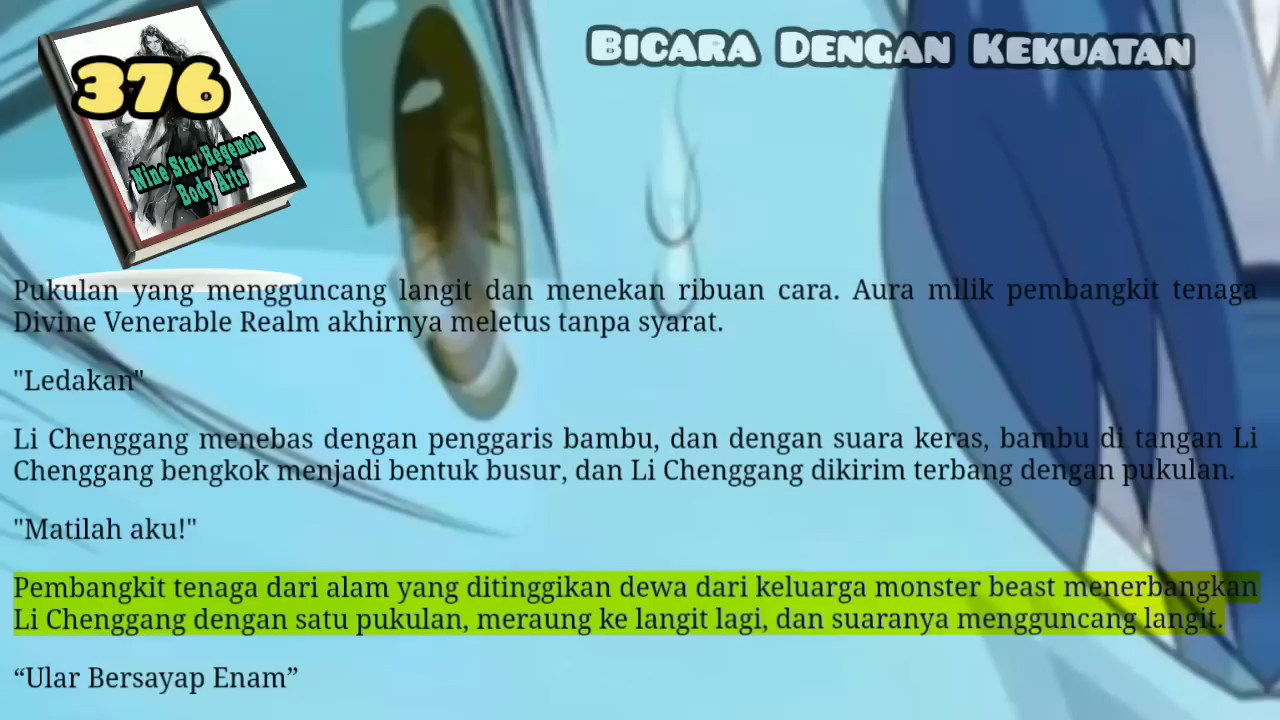 BICARA DENGAN KEKUATAN
376
Nine Star Hegemon
Body Arts
Pukulan yang mengguncang langit dan menekan ribuan cara. Aura milik pembangkit tenaga
Divine Venerable Realm akhirnya meletus tanpa syarat.
"Ledakan"
Li Chenggang menebas dengan penggaris bambu, dan dengan suara keras, bambu di tangan Li
Chenggang bengkok menjadi bentuk busur, dan Li Chenggang dikirim terbang dengan pukulan.
"Matilah aku!"
Pembangkit tenaga dari alam yang ditinggikan dewa dari keluarga monster beast menerbangkan
Li Chenggang dengan satu pukulan, meraung ke langit lagi, dan suaranya mengguncang langit.
“Ular Bersayap Enam”